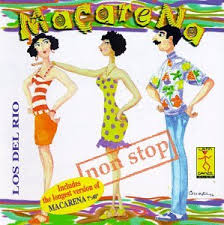 Macarena
LOS DEL RIO
non stop
Includes
the longest version of
MACARENA